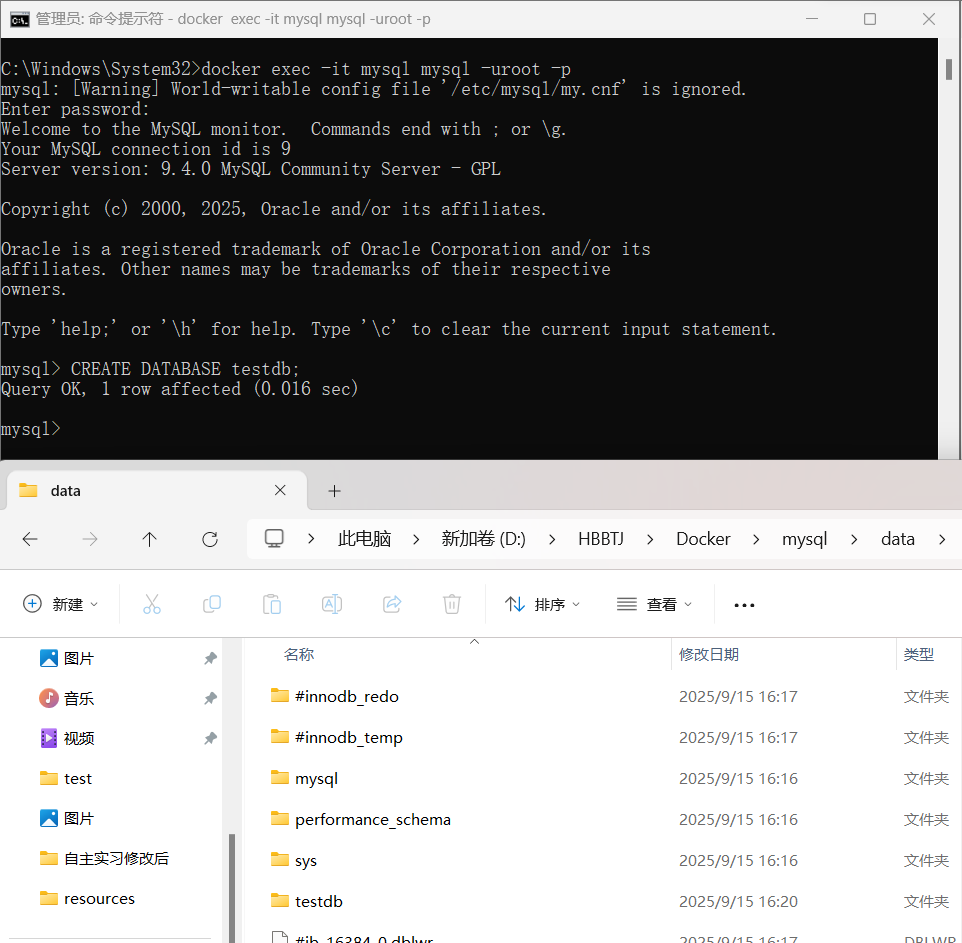 管理员: 命令提示符 - docker  exec -it mysql mysql -uroot -p
C:\Windows\System32>docker exec -it mysql mysql -uroot -p
mysql: [Warning] World-writable config file '/etc/mysql/my.cnf' is ignored.
Enter password:
Welcome to the MySQL monitor.  Commands end with ; or \g.
Your MySQL connection id is 9
Server version: 9.4.0 MySQL Community Server - GPL
Copyright (c) 2000, 2025, Oracle and/or its affiliates.
Oracle is a registered trademark of Oracle Corporation and/or its
affiliates. Other names may be trademarks of their respective
owners.
Type 'help;' or '\h' for help. Type '\c' to clear the current input statement.
mysql> CREATE DATABASE testdb;
Query OK, 1 row affected (0.016 sec)
mysql>
data
此电脑 > 新加卷 (D:) > HBBTJ > Docker > mysql > data >
新建 排序 查看
名称 修改日期 类型
图片
音乐
视频
test
图片
自主实习修改后
resources
#innodb_redo 2025/9/15 16:17 文件夹
#innodb_temp 2025/9/15 16:17 文件夹
mysql 2025/9/15 16:16 文件夹
performance_schema 2025/9/15 16:16 文件夹
sys 2025/9/15 16:16 文件夹
testdb 2025/9/15 16:20 文件夹
#ib_16384_0.dblwr 2025/9/15 16:17 DBLWR